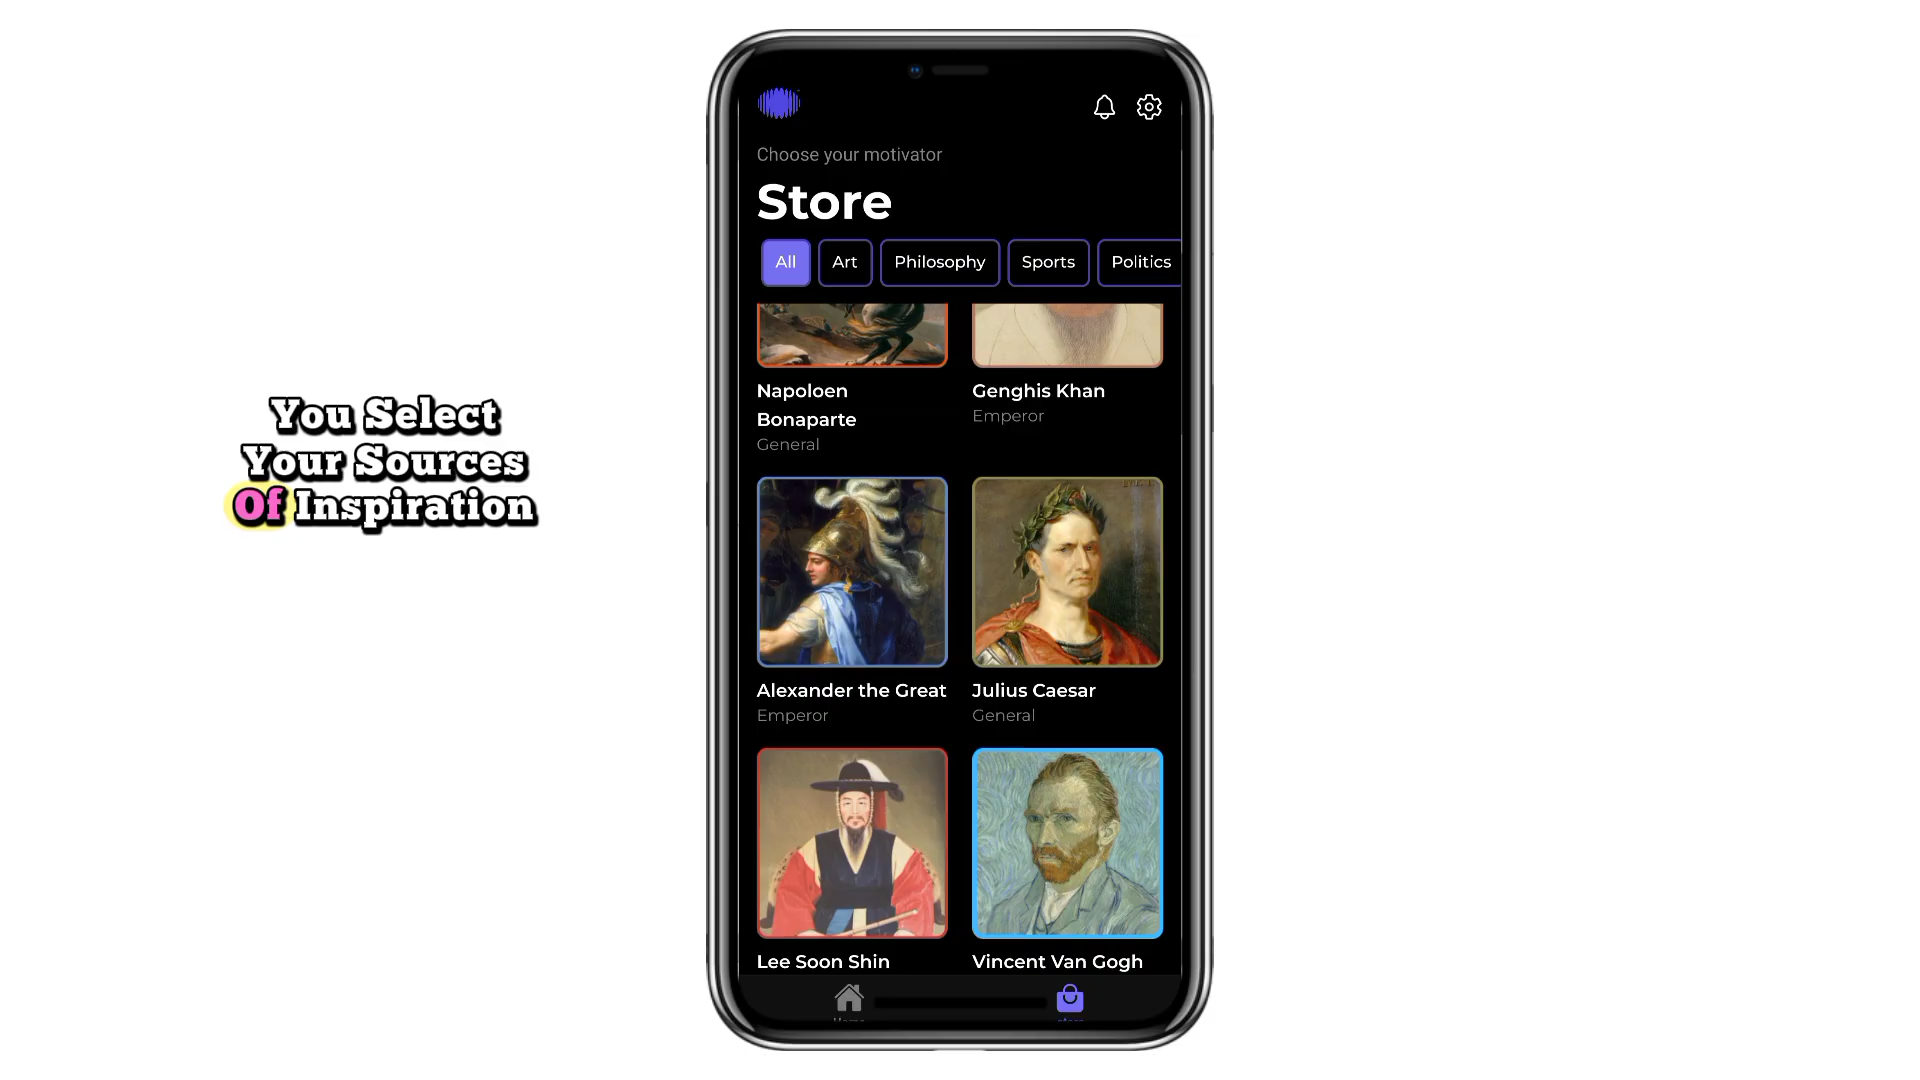 You Select
Your Sources
Of Inspiration
Choose your motivator
Store
All Art Philosophy Sports Politics
Napoloen
Bonaparte
General
Genghis Khan
Emperor
Alexander the Great
Emperor
Julius Caesar
General
Lee Soon Shin
Vincent Van Gogh